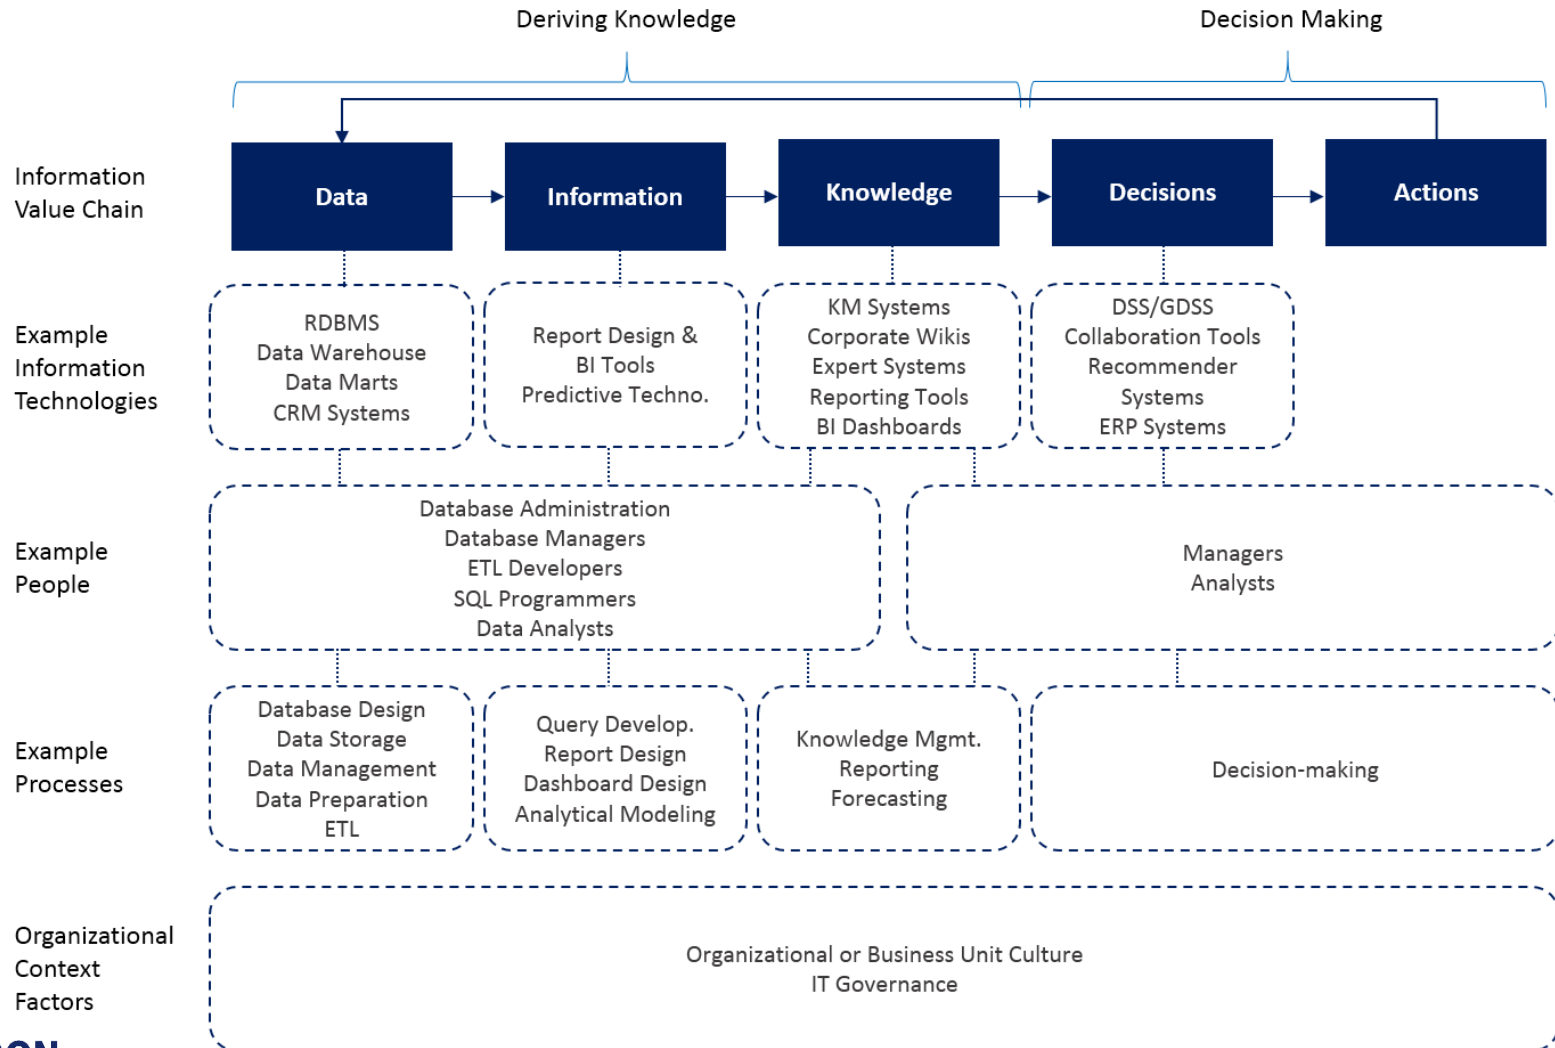 Deriving Knowledge
Decision Making
Information
Value Chain
Data
Information
Knowledge
Decisions
Actions
Example
Information
Technologies
RDBMS
Data Warehouse
Data Marts
CRM Systems
Report Design &
BI Tools
Predictive Techno.
KM Systems
Corporate Wikis
Expert Systems
Reporting Tools
BI Dashboards
DSS/GDSS
Collaboration Tools
Recommender
Systems
ERP Systems
Example
People
Database Administration
Database Managers
ETL Developers
SQL Programmers
Data Analysts
Managers
Analysts
Example
Processes
Database Design
Data Storage
Data Management
Data Preparation
ETL
Query Develop.
Report Design
Dashboard Design
Analytical Modeling
Knowledge Mgmt.
Reporting
Forecasting
Decision-making
Organizational
Context
Factors
Organizational or Business Unit Culture
IT Governance